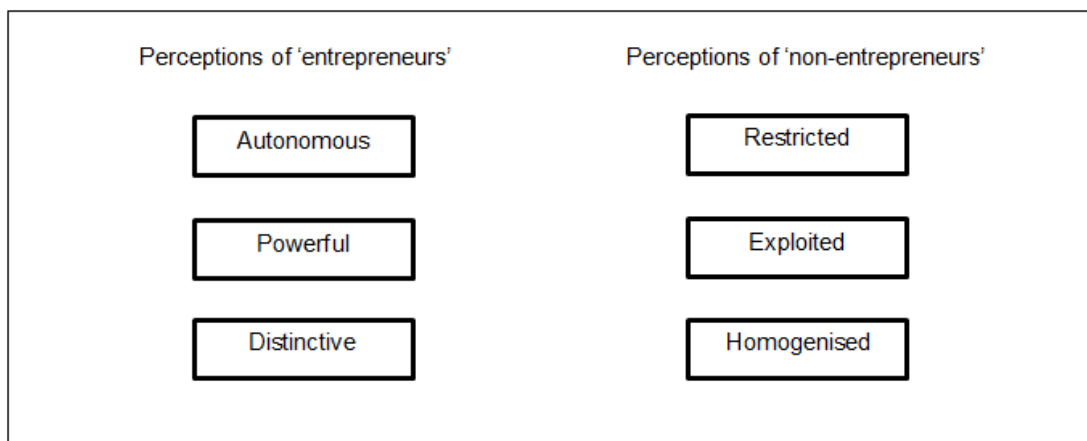 Perceptions of ‘entrepreneurs’
Perceptions of ‘non-entrepreneurs’
Autonomous
Restricted
Powerful
Exploited
Distinctive
Homogenised